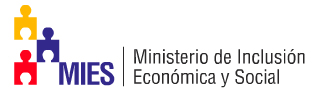 MIES
Ministerio de Inclusión
Económica y Social